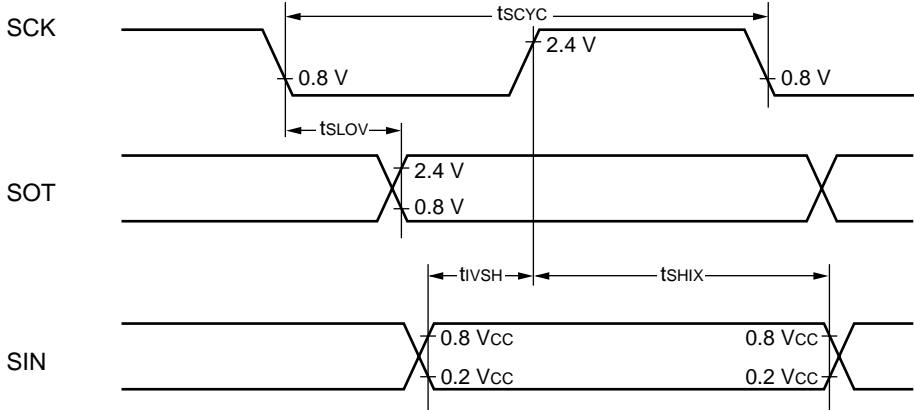 tSCYC
SCK
2.4 V
0.8 V
0.8 V
tSLOV
2.4 V
SOT
0.8 V
tIVSH
tSHIX
0.8 VCC
0.8 VCC
SIN
0.2 VCC
0.2 VCC